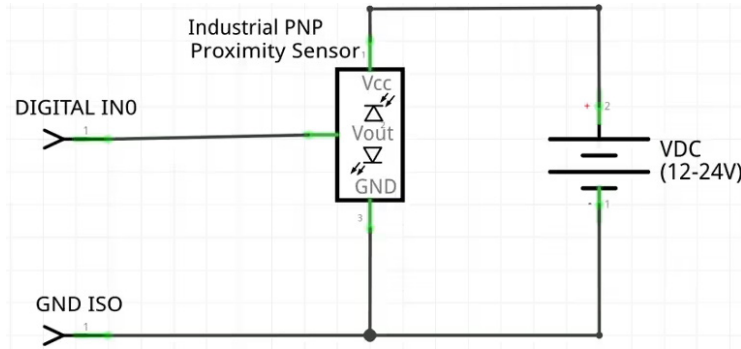 Industrial PNP
Proximity Sensor
1
Vcc
DIGITAL IN0
1
Vout
GND
3
+ 2
VDC
(12-24V)
- 1
GND ISO
1